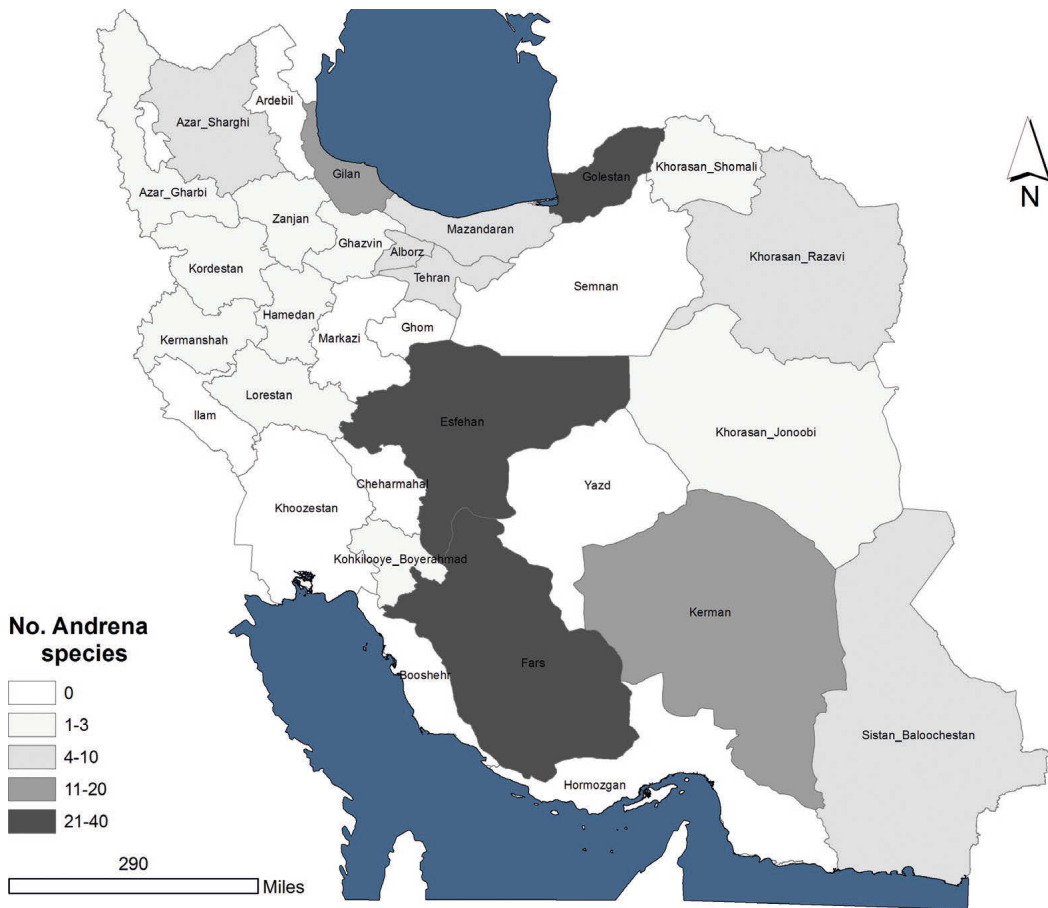 Ardebil
Azar_Sharghi
Gilan
Golestan
Khorasan_Shomali
Azar_Gharbi
Zanjan
Mazandaran
N
Ghazvin
Alborz
Khorasan_Razavi
Kordestan
Tehran
Semnan
Hamedan
Ghom
Kermanshah
Markazi
Lorestan
Ilam
Esfehan
Khorasan_Jonoobi
Cheharmahal
Yazd
Khoozestan
Kohkilooye_Boyerahmad
Kerman
Fars
Booshehr
Sistan_Baloochestan
Hormozgan
No. Andrena
species
0
1-3
4-10
11-20
21-40
290
Miles